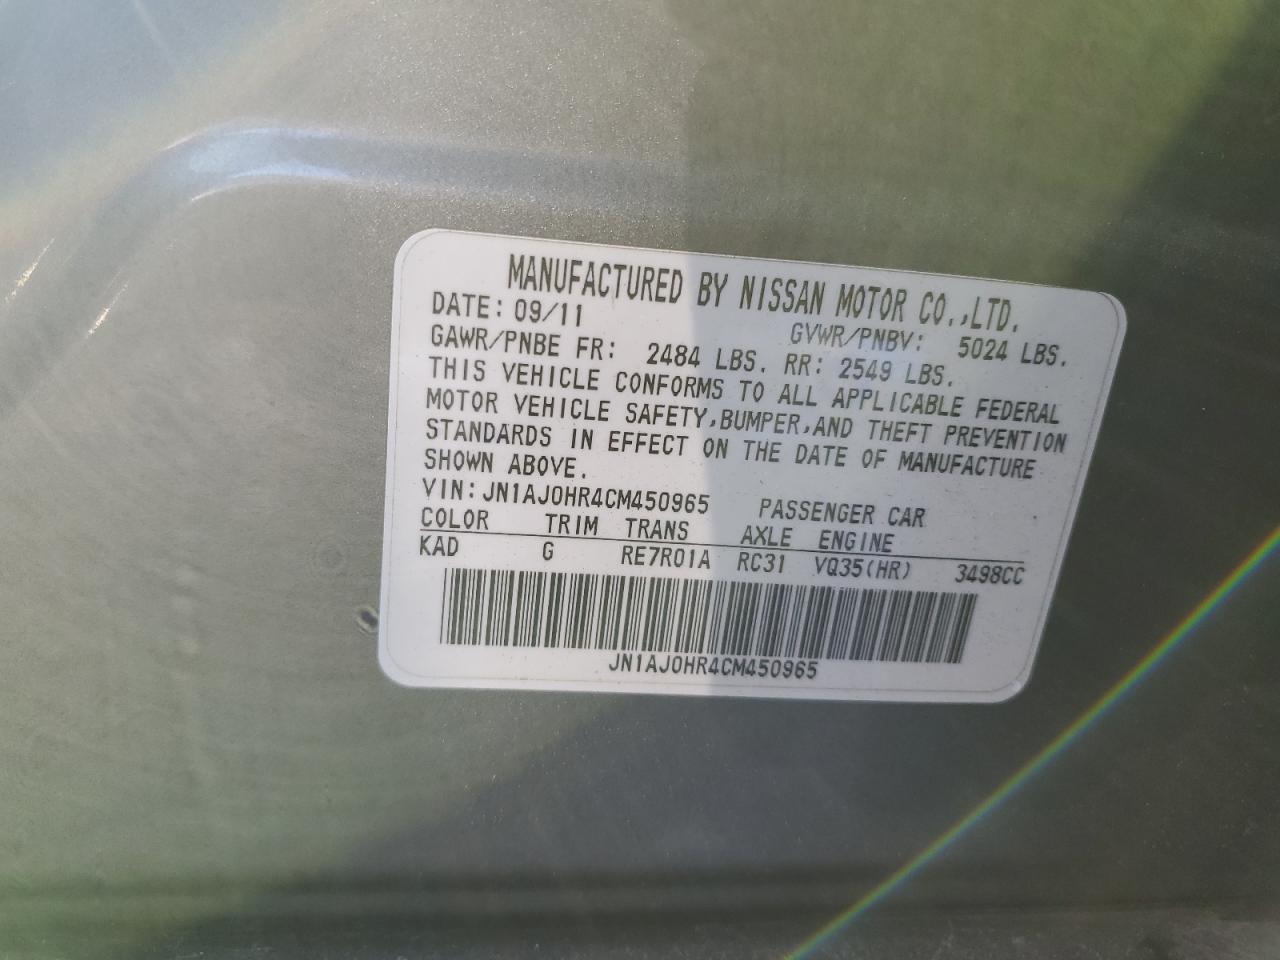 MANUFACTURED BY NISSAN MOTOR CO.,LTD.
DATE: 09/11 GVWR/PNBV: 5024 LBS.
GAWR/PNBE FR: 2484 LBS. RR: 2549 LBS.
THIS VEHICLE CONFORMS TO ALL APPLICABLE FEDERAL
MOTOR VEHICLE SAFETY,BUMPER,AND THEFT PREVENTION
STANDARDS IN EFFECT ON THE DATE OF MANUFACTURE
SHOWN ABOVE.
VIN: JN1AJ0HR4CM450965 PASSENGER CAR
COLOR TRIM TRANS AXLE ENGINE
KAD G RE7R01A RC31 VQ35(HR) 3498CC
JN1AJ0HR4CM450965